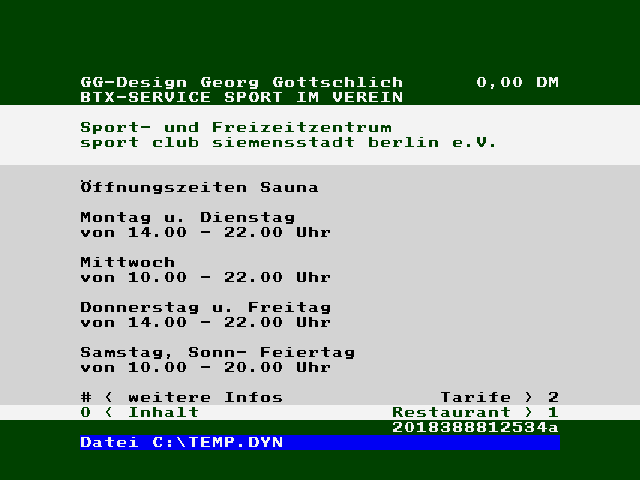 GG-Design Georg Gottschlich 0,00 DM
BTX-SERVICE SPORT IM VEREIN
Sport- und Freizeitzentrum
sport club siemensstadt berlin e.V.
Öffnungszeiten Sauna
Montag u. Dienstag
von 14.00 - 22.00 Uhr
Mittwoch
von 10.00 - 22.00 Uhr
Donnerstag u. Freitag
von 14.00 - 22.00 Uhr
Samstag, Sonn- Feiertag
von 10.00 - 20.00 Uhr
# < weitere Infos Tarife > 2
0 < Inhalt Restaurant > 1
2018388812534a
Datei C:\TEMP.DYN